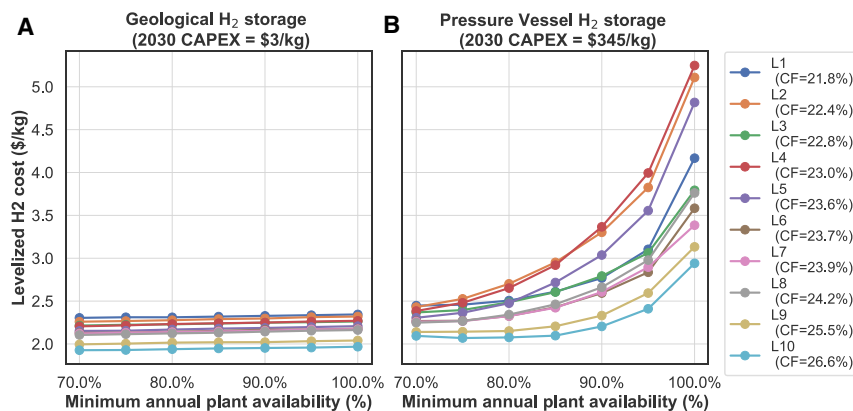 A
Geological H2 storage
(2030 CAPEX = $3/kg)
B
Pressure Vessel H2 storage
(2030 CAPEX = $345/kg)
Levelized H2 cost ($/kg)
5.0
4.5
4.0
3.5
3.0
2.5
2.0
70.0% 80.0% 90.0% 100.0%
Minimum annual plant availability (%)
70.0% 80.0% 90.0% 100.0%
Minimum annual plant availability (%)
L1
(CF=21.8%)
L2
(CF=22.4%)
L3
(CF=22.8%)
L4
(CF=23.0%)
L5
(CF=23.6%)
L6
(CF=23.7%)
L7
(CF=23.9%)
L8
(CF=24.2%)
L9
(CF=25.5%)
L10
(CF=26.6%)